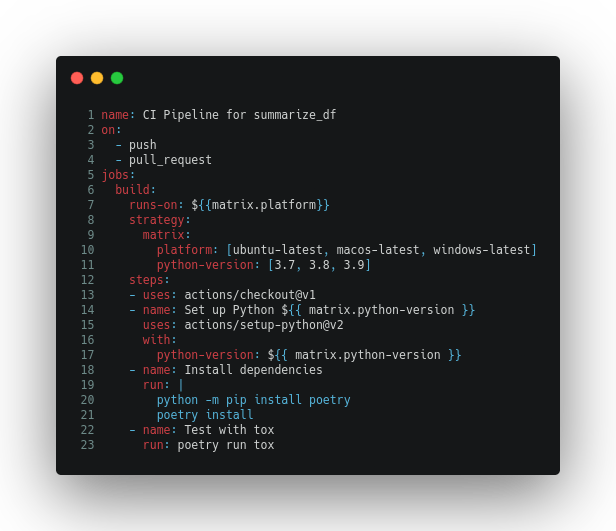 1 name: CI Pipeline for summarize_df
2 on:
3   - push
4   - pull_request
5 jobs:
6   build:
7     runs-on: ${{matrix.platform}}
8     strategy:
9       matrix:
10         platform: [ubuntu-latest, macos-latest, windows-latest]
11         python-version: [3.7, 3.8, 3.9]
12     steps:
13     - uses: actions/checkout@v1
14     - name: Set up Python ${{ matrix.python-version }}
15       uses: actions/setup-python@v2
16       with:
17         python-version: ${{ matrix.python-version }}
18     - name: Install dependencies
19       run: |
20         python -m pip install poetry
21         poetry install
22     - name: Test with tox
23       run: poetry run tox